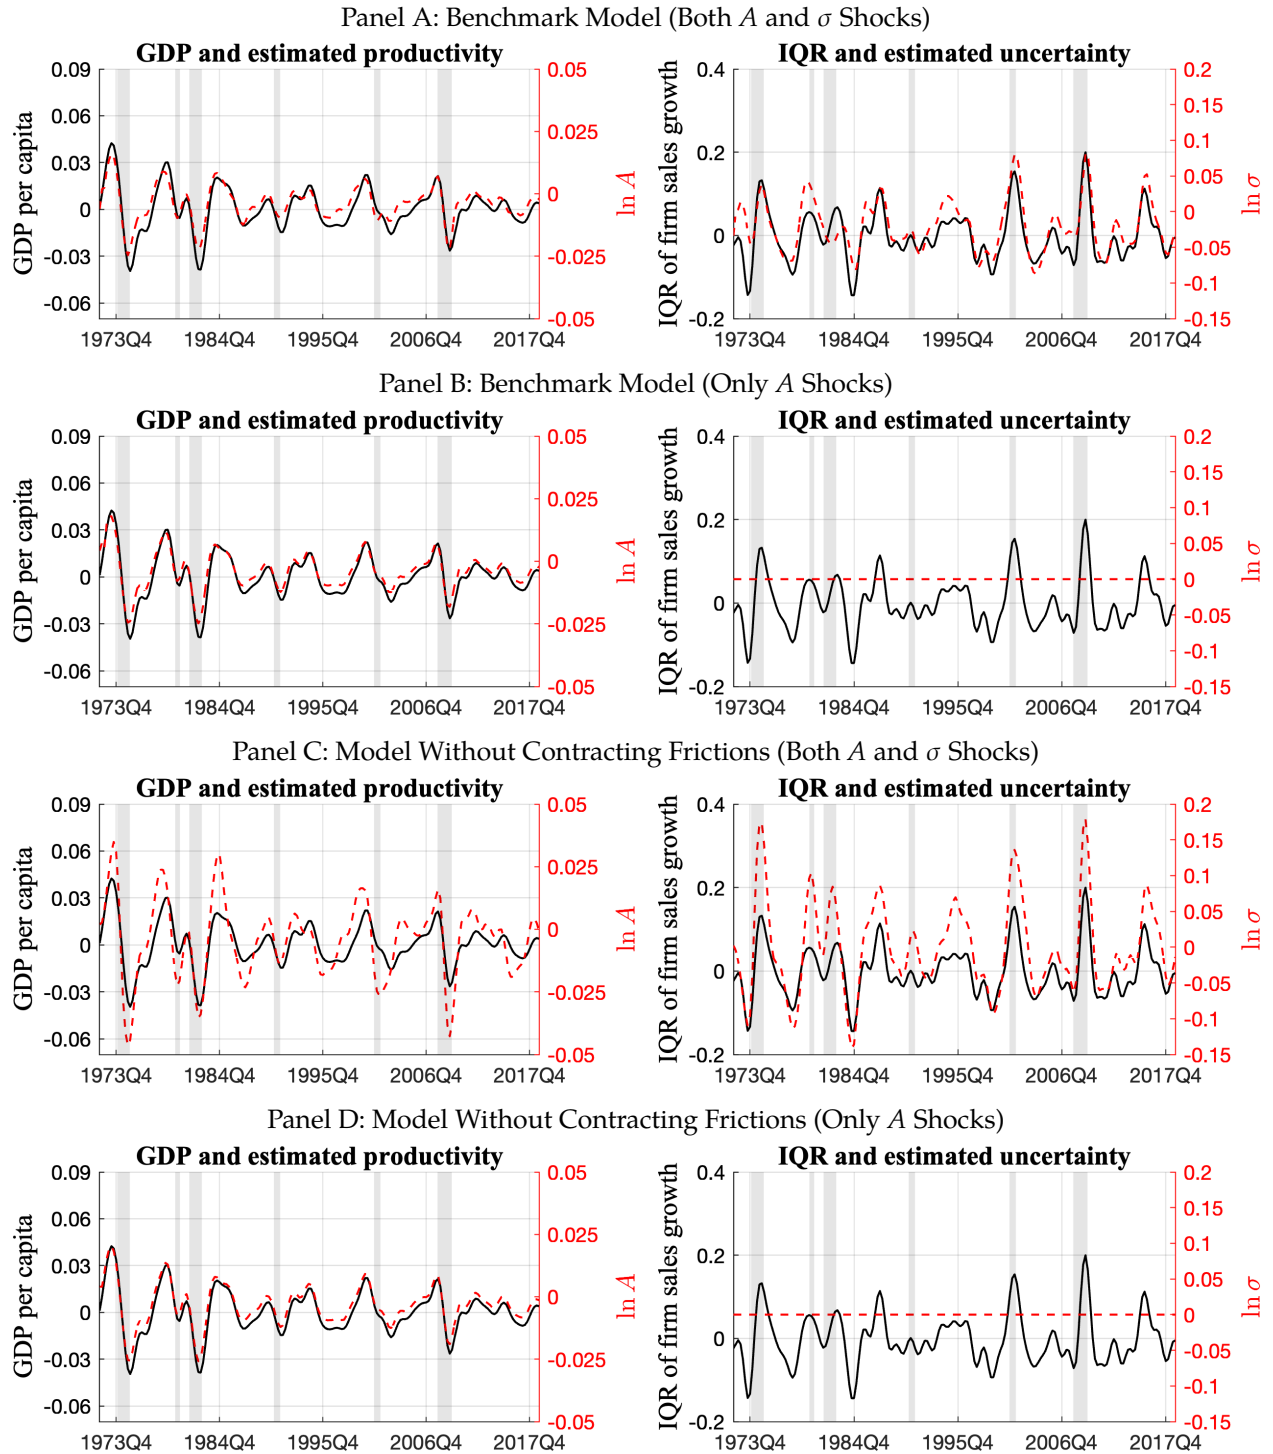 Panel A: Benchmark Model (Both A and σ Shocks)
GDP and estimated productivity
GDP per capita
0.09
0.06
0.03
0
-0.03
-0.06
0.05
0.025
0
-0.025
-0.05
ln A
1973Q4 1984Q4 1995Q4 2006Q4 2017Q4
IQR and estimated uncertainty
IQR of firm sales growth
0.4
0.2
0
-0.2
0.2
0.15
0.1
0.05
0
-0.05
-0.1
-0.15
ln σ
1973Q4 1984Q4 1995Q4 2006Q4 2017Q4
Panel B: Benchmark Model (Only A Shocks)
GDP and estimated productivity
GDP per capita
0.09
0.06
0.03
0
-0.03
-0.06
0.05
0.025
0
-0.025
-0.05
ln A
1973Q4 1984Q4 1995Q4 2006Q4 2017Q4
IQR and estimated uncertainty
IQR of firm sales growth
0.4
0.2
0
-0.2
0.2
0.15
0.1
0.05
0
-0.05
-0.1
-0.15
ln σ
1973Q4 1984Q4 1995Q4 2006Q4 2017Q4
Panel C: Model Without Contracting Frictions (Both A and σ Shocks)
GDP and estimated productivity
GDP per capita
0.09
0.06
0.03
0
-0.03
-0.06
0.05
0.025
0
-0.025
-0.05
ln A
1973Q4 1984Q4 1995Q4 2006Q4 2017Q4
IQR and estimated uncertainty
IQR of firm sales growth
0.4
0.2
0
-0.2
0.2
0.15
0.1
0.05
0
-0.05
-0.1
-0.15
ln σ
1973Q4 1984Q4 1995Q4 2006Q4 2017Q4
Panel D: Model Without Contracting Frictions (Only A Shocks)
GDP and estimated productivity
GDP per capita
0.09
0.06
0.03
0
-0.03
-0.06
0.05
0.025
0
-0.025
-0.05
ln A
1973Q4 1984Q4 1995Q4 2006Q4 2017Q4
IQR and estimated uncertainty
IQR of firm sales growth
0.4
0.2
0
-0.2
0.2
0.15
0.1
0.05
0
-0.05
-0.1
-0.15
ln σ
1973Q4 1984Q4 1995Q4 2006Q4 2017Q4